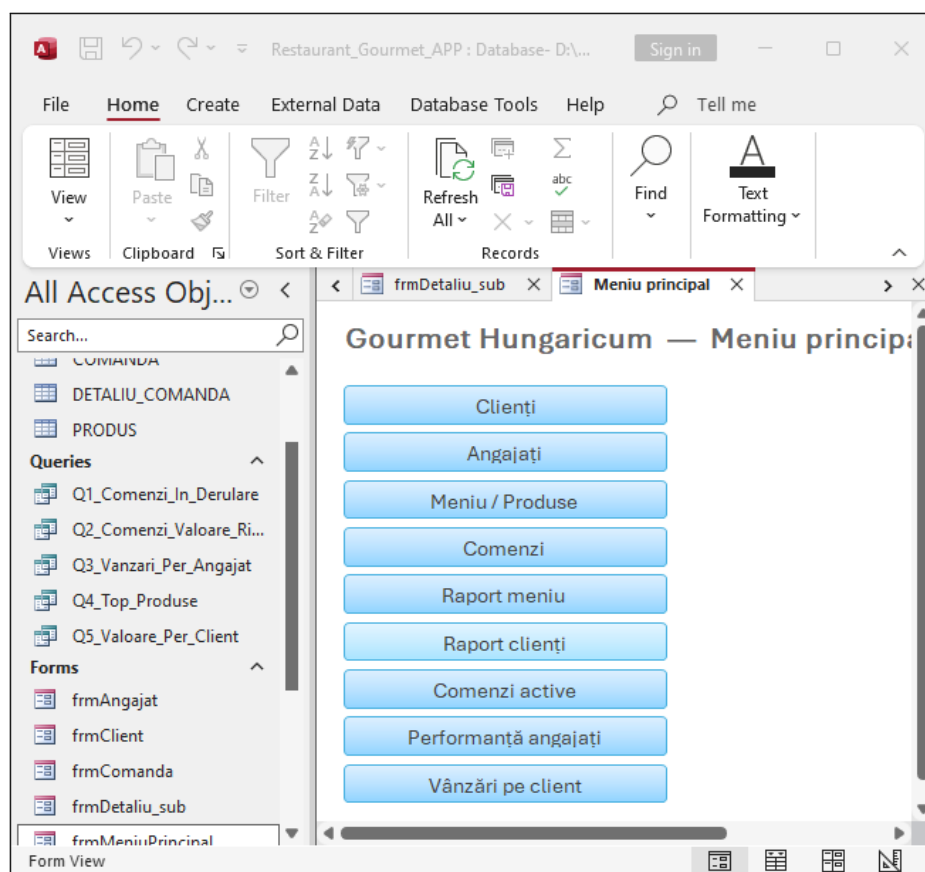 Restaurant_Gourmet_APP : Database- D:\...
Sign in
File Home Create External Data Database Tools Help Tell me
View
Paste
Filter
Refresh
All
Find
Text
Formatting
abc
Views Clipboard Sort & Filter Records
All Access Obj...
frmDetaliu_sub
Meniu principal
Search...
COMANDA
DETALIU_COMANDA
PRODUS
Queries
Q1_Comenzi_In_Derulare
Q2_Comenzi_Valoare_Ri...
Q3_Vanzari_Per_Angajat
Q4_Top_Produse
Q5_Valoare_Per_Client
Forms
frmAngajat
frmClient
frmComanda
frmDetaliu_sub
frmMeniuPrincipal
Gourmet Hungaricum — Meniu principa
Clienți
Angajați
Meniu / Produse
Comenzi
Raport meniu
Raport clienți
Comenzi active
Performanță angajați
Vânzări pe client
Form View